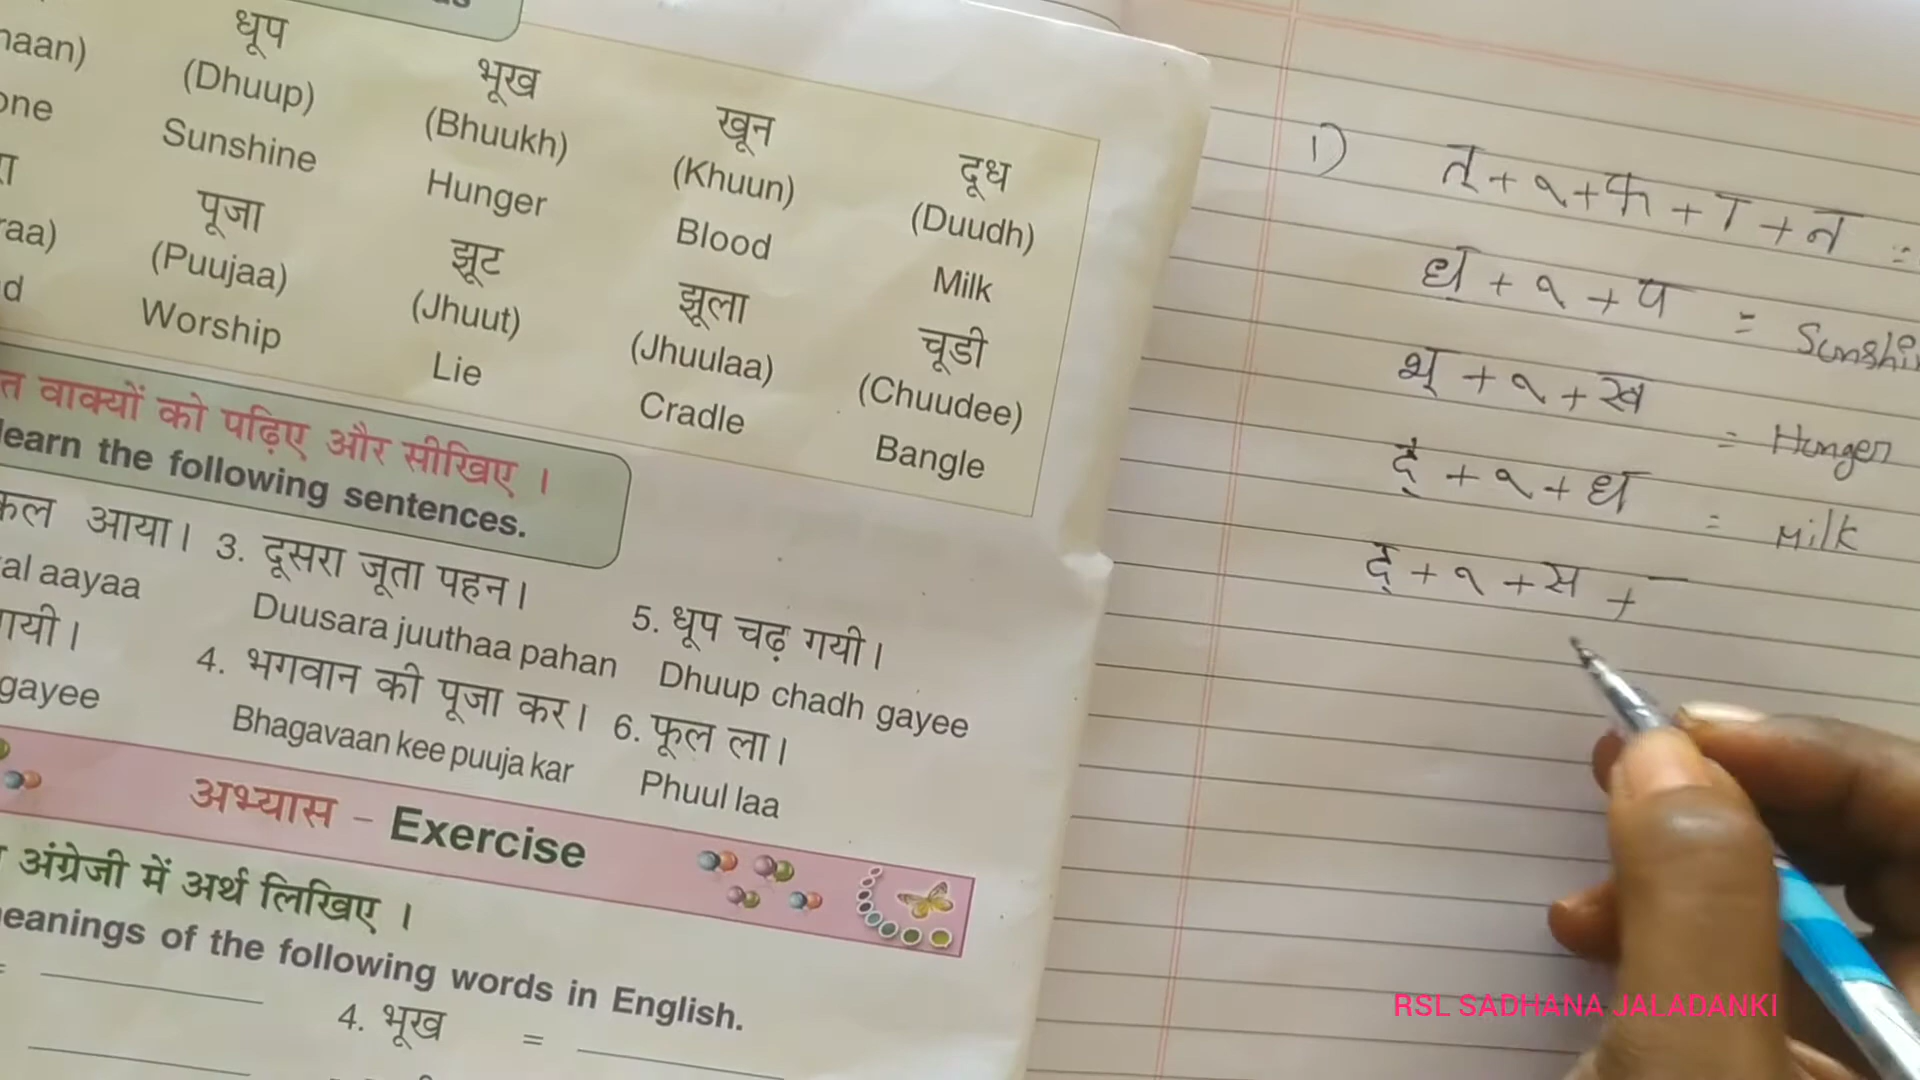 धूप
(Dhuup)
Sunshine
भूख
(Bhuukh)
Hunger
खून
(Khuun)
Blood
दूध
(Duudh)
Milk
पूजा
(Puujaa)
Worship
झूट
(Jhuut)
Lie
झूला
(Jhuulaa)
Cradle
चूडी
(Chuudee)
Bangle
वाक्यों को पढ़िए और सीखिए ।
learn the following sentences.
आया।
aayaa
gayee
3. दूसरा जूता पहन।
Duusara juuthaa pahan
4. भगवान की पूजा कर।
Bhagavaan kee puuja kar
5. धूप चढ़ गयी।
Dhuup chadh gayee
6. फूल ला।
Phuul laa
अभ्यास – Exercise
अंग्रेजी में अर्थ लिखिए ।
meanings of the following words in English.
4. भूख =
1)
= Sunshin
भ् + ू + ख = Hunger
द् + ू + ध = Milk
द् + ू + स +
RSL SADHANA JALADANKI